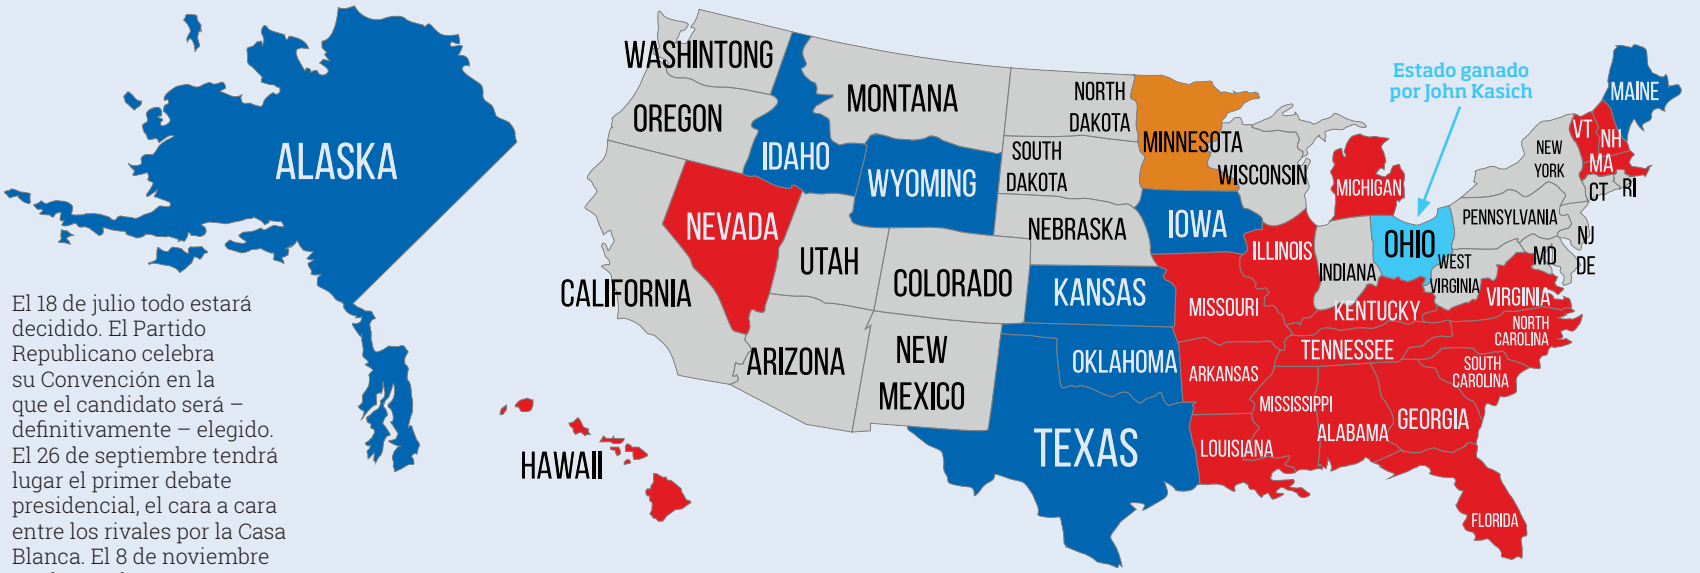 ALASKA
HAWAII
WASHINTONG
OREGON
CALIFORNIA
NEVADA
IDAHO
MONTANA
WYOMING
UTAH
COLORADO
ARIZONA
NEW
MEXICO
NORTH
DAKOTA
SOUTH
DAKOTA
NEBRASKA
KANSAS
OKLAHOMA
TEXAS
MINNESOTA
IOWA
WISCONSIN
ILLINOIS
MISSOURI
ARKANSAS
LOUISIANA
MISSISSIPPI
ALABAMA
TENNESSEE
KENTUCKY
INDIANA
MICHIGAN
Estado ganado
por John Kasich
OHIO
WEST
VIRGINIA
VIRGINIA
NORTH
CAROLINA
SOUTH
CAROLINA
GEORGIA
FLORIDA
PENNSYLVANIA
NEW
YORK
MAINE
VT
NH
MA
CT
RI
NJ
MD
DE
El 18 de julio todo estará
decidido. El Partido
Republicano celebra
su Convención en la
que el candidato será –
definitivamente – elegido.
El 26 de septiembre tendrá
lugar el primer debate
presidencial, el cara a cara
entre los rivales por la Casa
Blanca. El 8 de noviembre